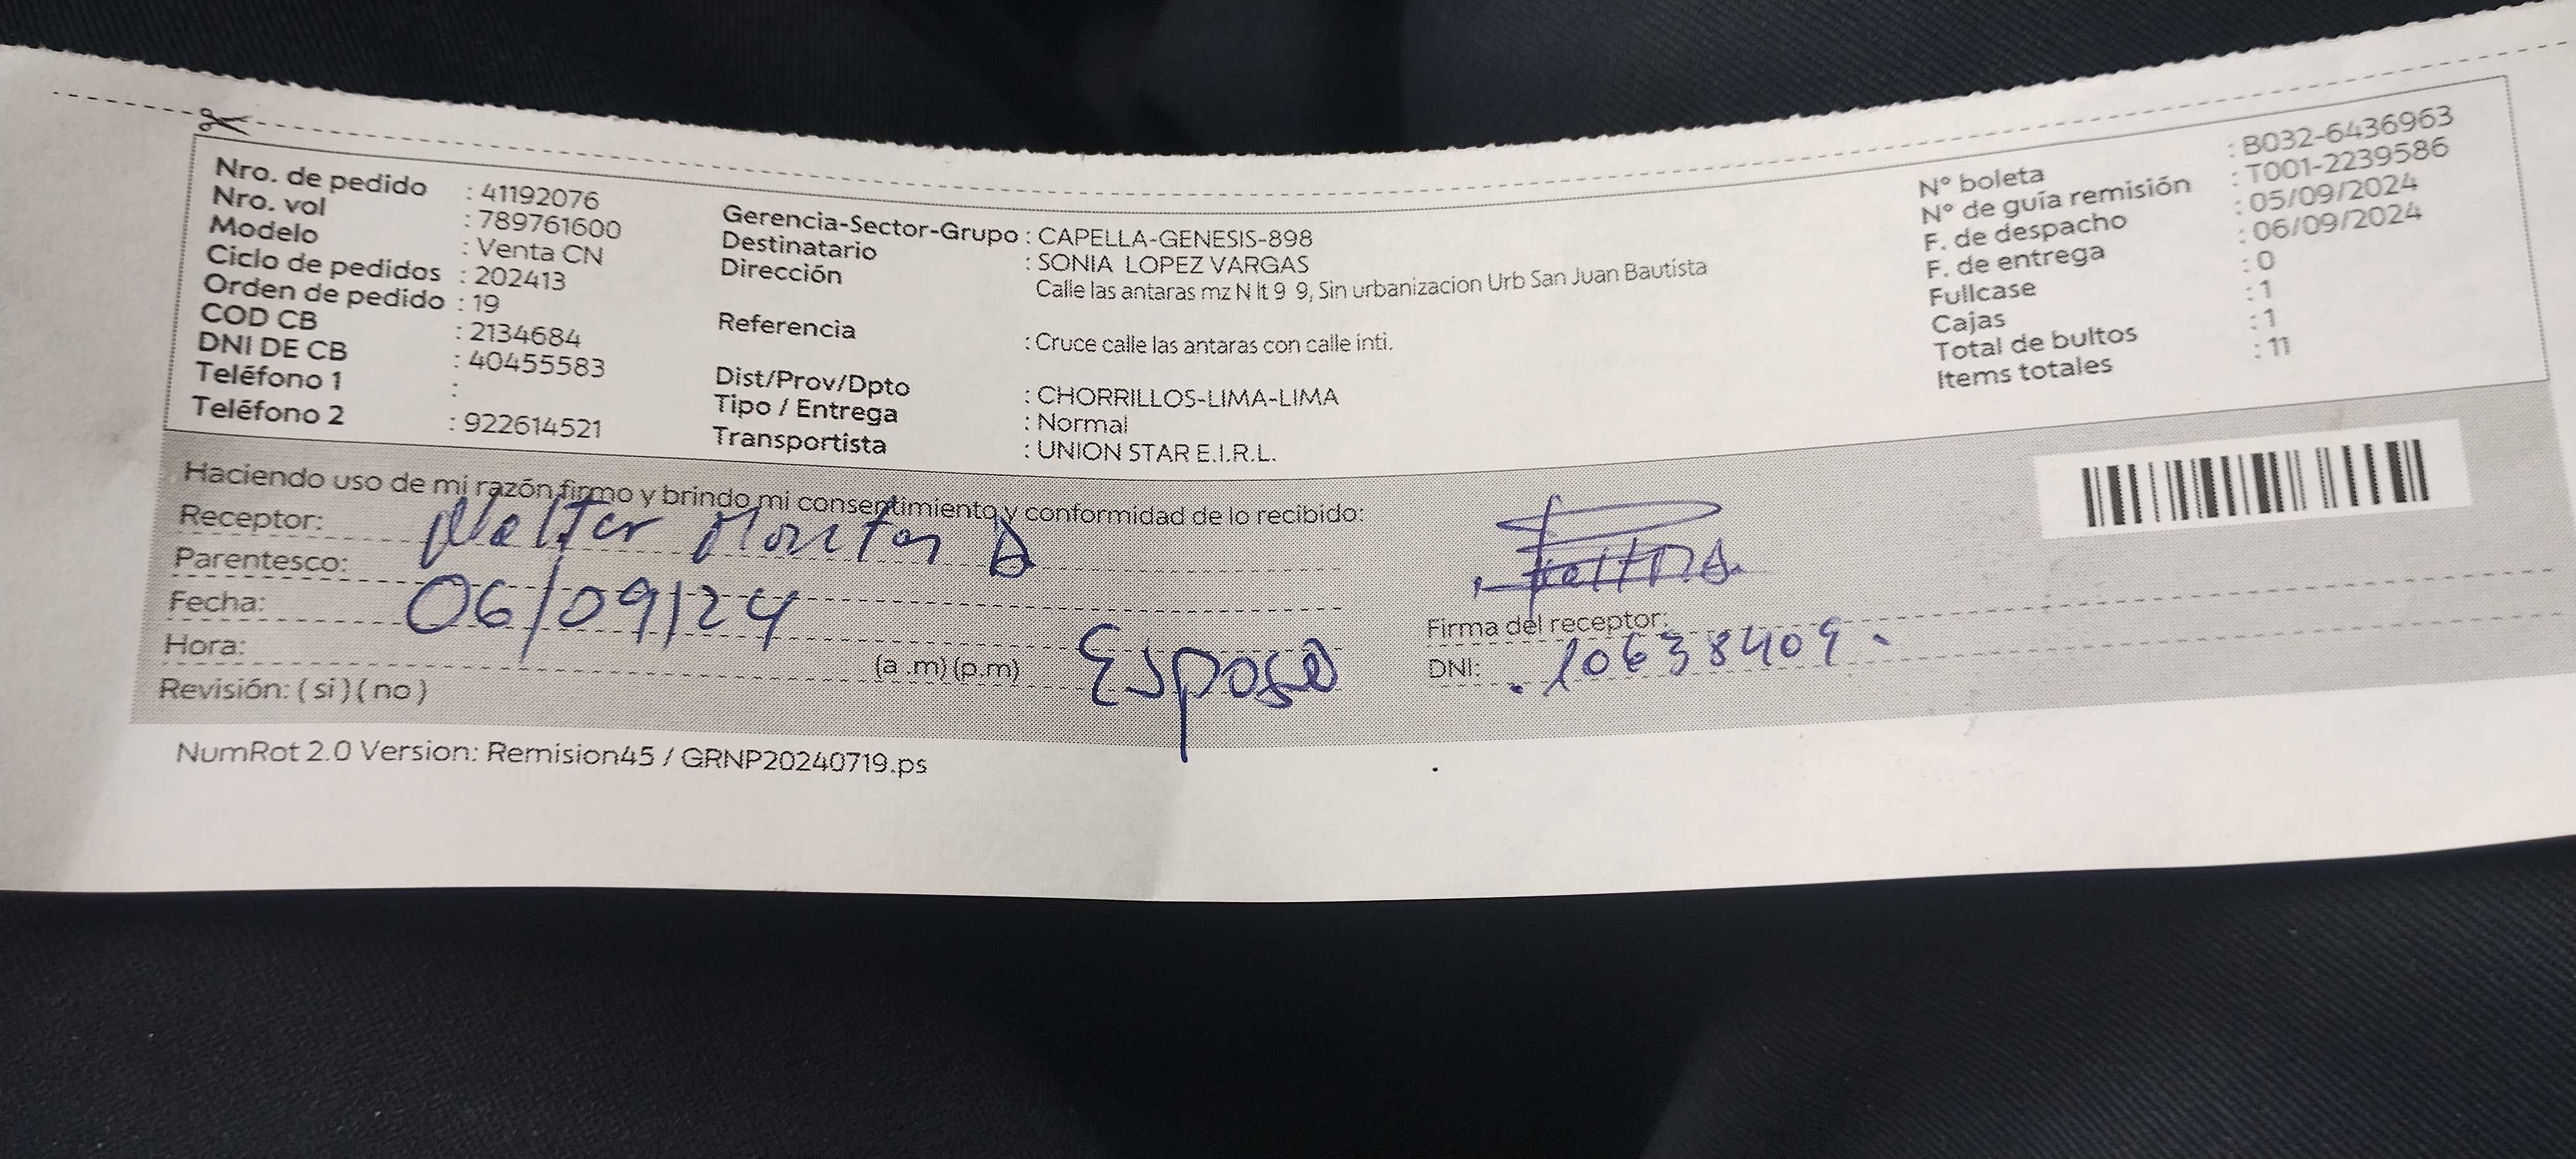 Nro. de pedido : 41192076
Nro. vol : 789761600
Modelo : Venta CN
Ciclo de pedidos : 202413
Orden de pedido : 19
COD CB : 2134684
DNI DE CB : 40455583
Teléfono 1 :
Teléfono 2 : 922614521
Gerencia-Sector-Grupo : CAPELLA-GENESIS-898
Destinatario : SONIA LOPEZ VARGAS
Dirección Calle las antaras mz N lt 9 9, Sin urbanizacion Urb San Juan Bautista
Referencia : Cruce calle las antaras con calle inti.
Dist/Prov/Dpto : CHORRILLOS-LIMA-LIMA
Tipo / Entrega : Normal
Transportista : UNION STAR E.I.R.L.
N° boleta : B032-6436963
N° de guía remisión : T001-2239586
F. de despacho : 05/09/2024
F. de entrega : 06/09/2024
Fullcase : 0
Cajas : 1
Total de bultos : 1
Items totales : 11
Haciendo uso de mi razón firmo y brindo mi consentimiento y conformidad de lo recibido:
Receptor: Walter
Parentesco:
Fecha: 06/09/24
Hora: (a.m)(p.m) Esposo
Revisión: (si)(no)
Firma del receptor:
DNI: 10638409
NumRot 2.0 Version: Remision45 / GRNP20240719.ps